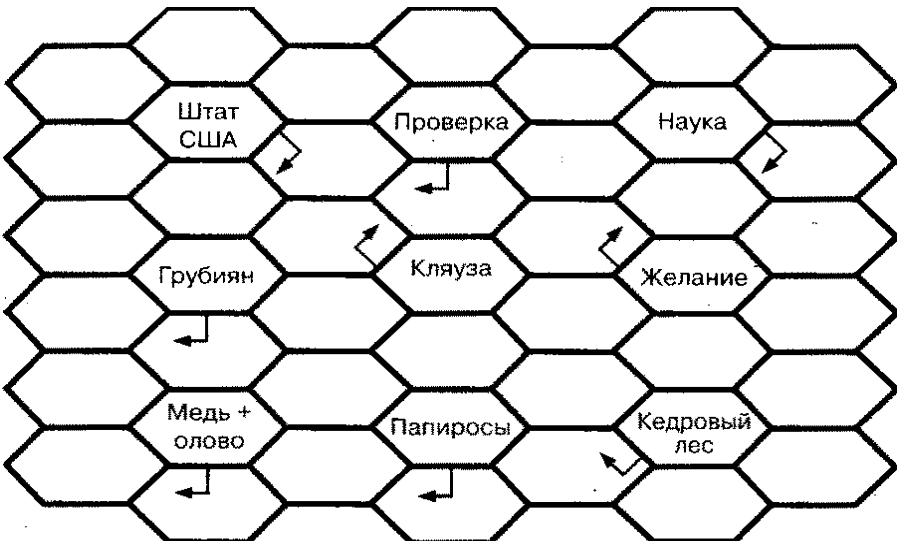 Штат
США
Проверка
Наука
Грубиян
Кляуза
Желание
Медь +
олово
Папиросы
Кедровый
лес